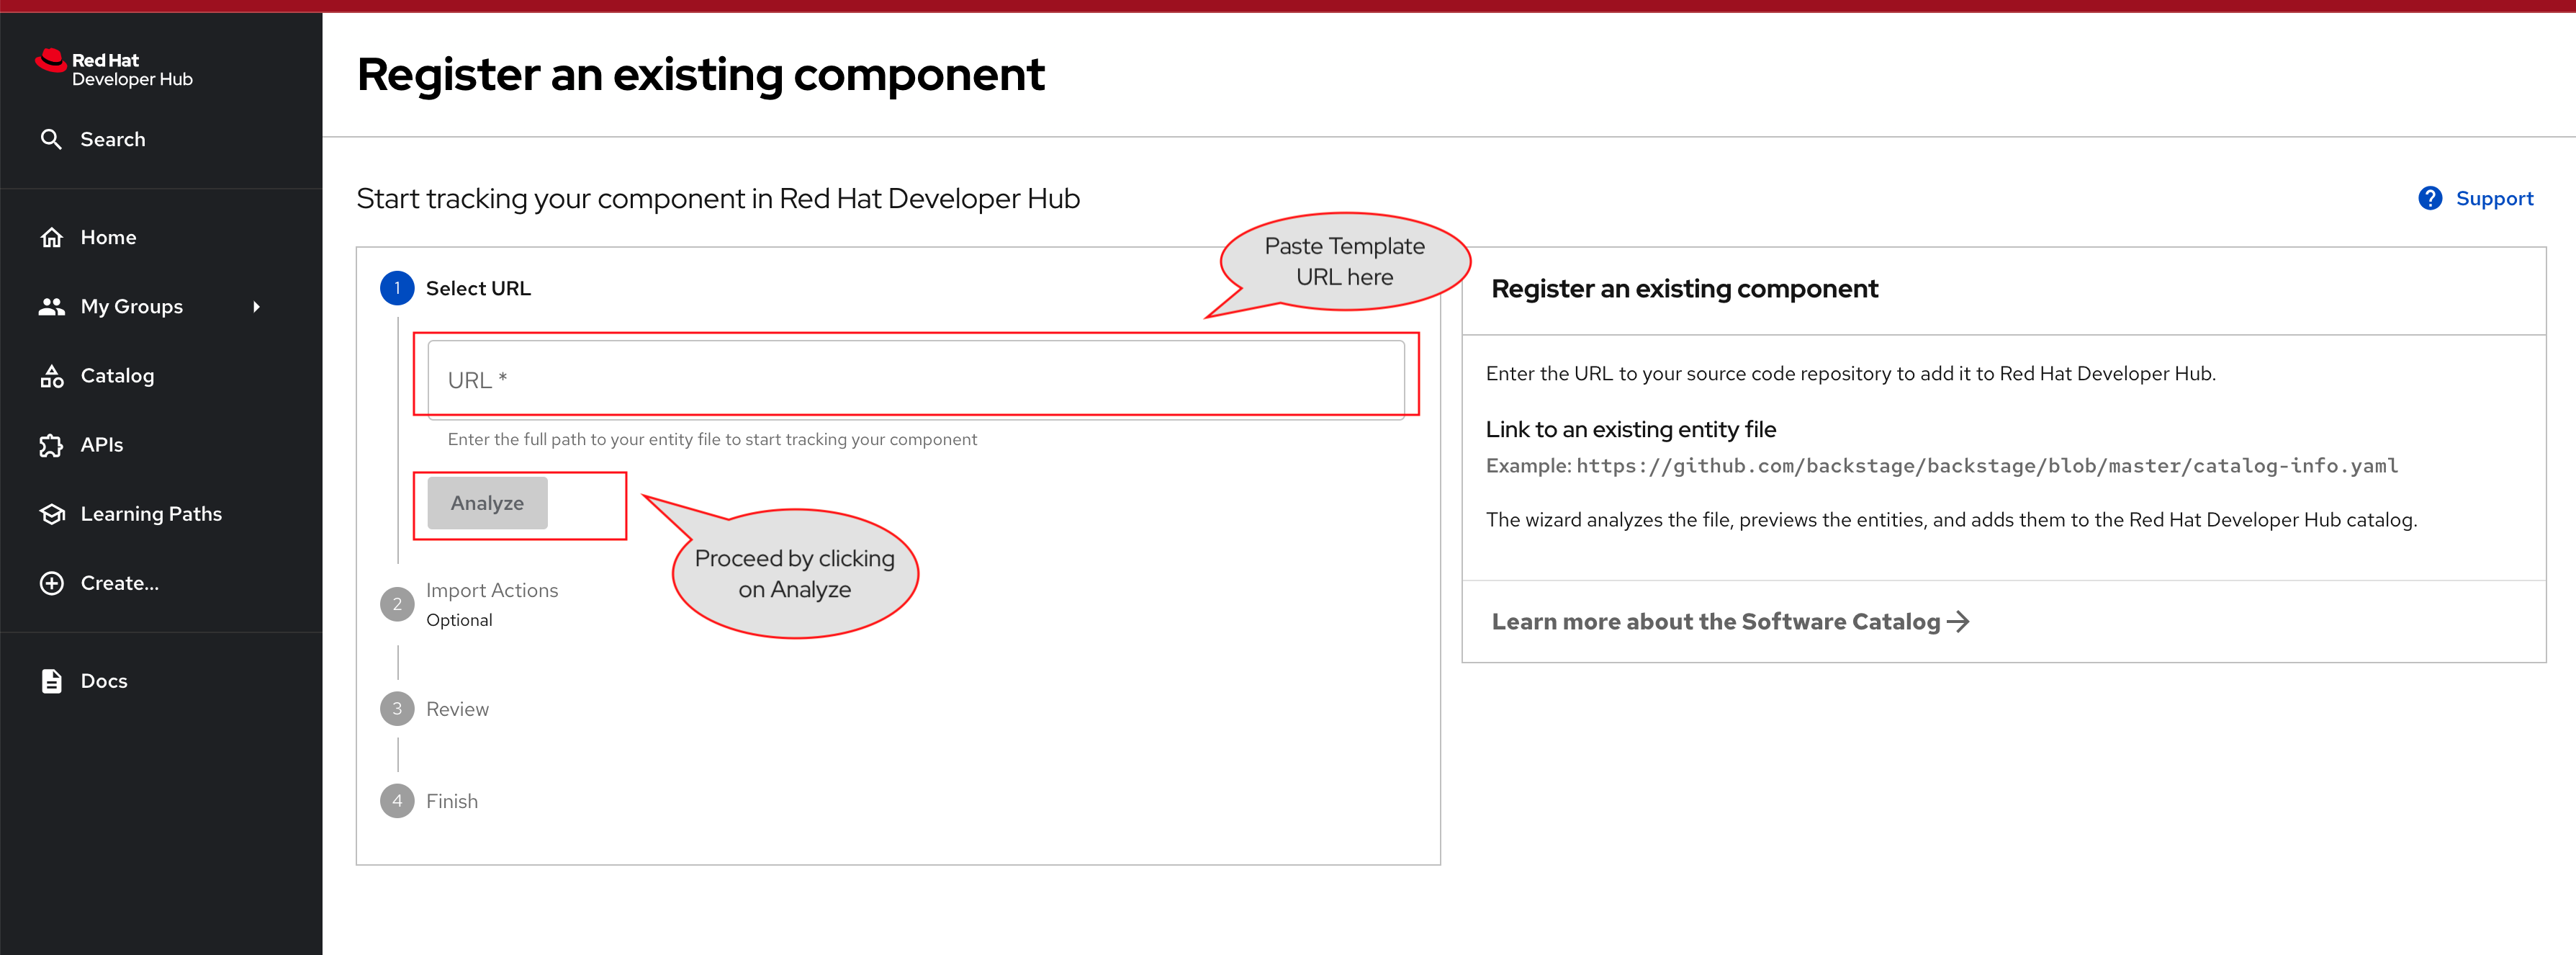 Red Hat
Developer Hub
Search
Home
My Groups
Catalog
APIs
Learning Paths
Create...
Docs
Register an existing component
Start tracking your component in Red Hat Developer Hub
Support
1 Select URL
Paste Template
URL here
URL *
Enter the full path to your entity file to start tracking your component
Analyze
Proceed by clicking
on Analyze
2 Import Actions
Optional
3 Review
4 Finish
Register an existing component
Enter the URL to your source code repository to add it to Red Hat Developer Hub.
Link to an existing entity file
Example: https://github.com/backstage/backstage/blob/master/catalog-info.yaml
The wizard analyzes the file, previews the entities, and adds them to the Red Hat Developer Hub catalog.
Learn more about the Software Catalog